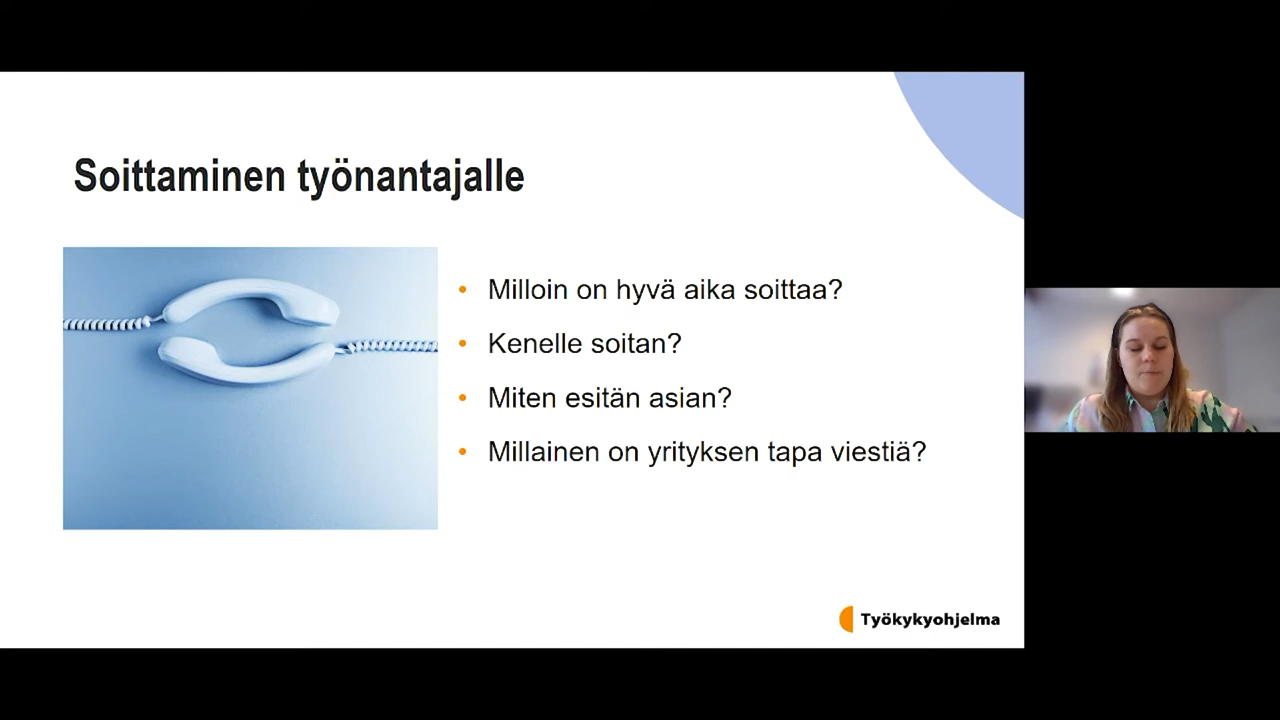 Soittaminen työnantajalle
• Milloin on hyvä aika soittaa?
• Kenelle soitan?
• Miten esitän asian?
• Millainen on yrityksen tapa viestiä?
Työkykyohjelma